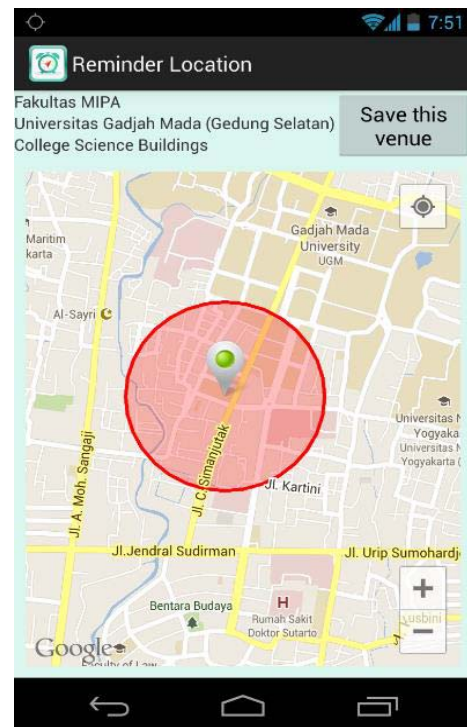 7:51
Reminder Location
Fakultas MIPA
Universitas Gadjah Mada (Gedung Selatan)
College Science Buildings
Save this
venue
Gadjah Mada
University
UGM
Maritim
karta
Al-Sayri
Universitas
Yogyaka
Universitas
Yogyakarta (
Jl. A. Moh. Sangaji
Jl. C. Simanjutak
Jl. Kartini
Jl.Jendral Sudirman
Jl. Urip Sumohardj
Bentara Budaya
H
Rumah Sakit
Doktor Sutarto
+
−
Google
Faculty of Law